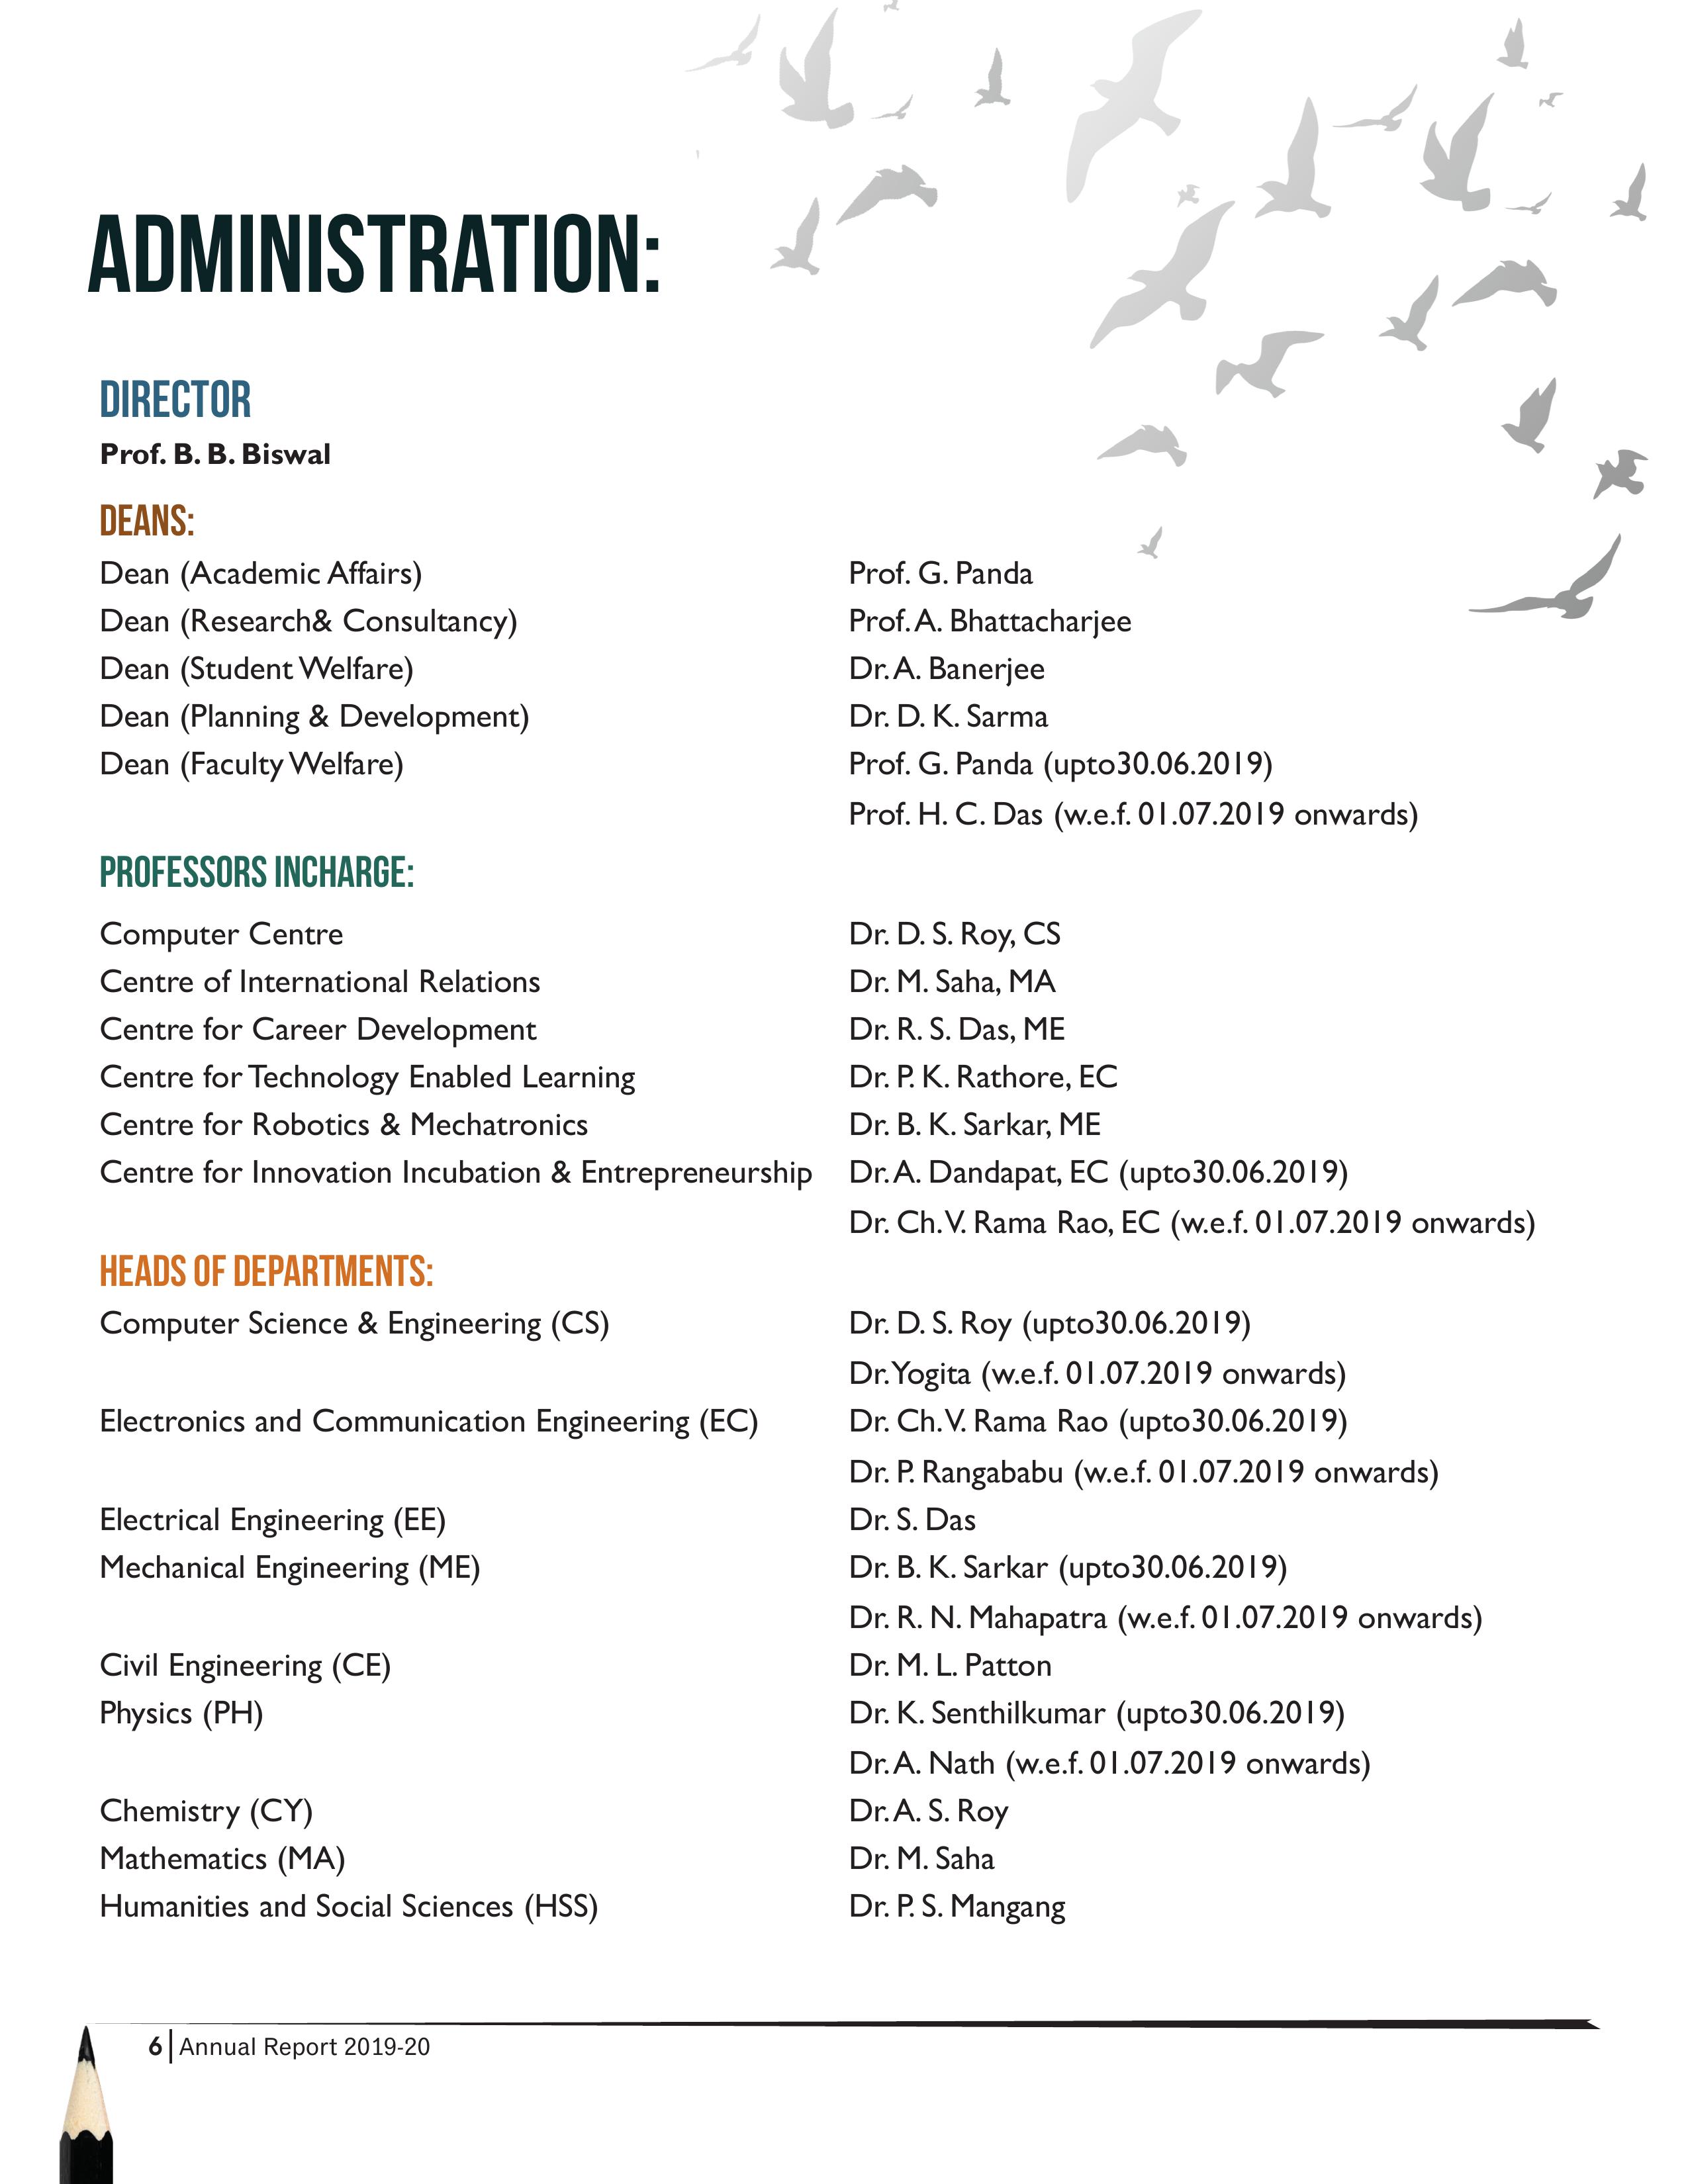 ADMINISTRATION:
DIRECTOR
Prof. B. B. Biswal
DEANS:
Dean (Academic Affairs) Prof. G. Panda
Dean (Research& Consultancy) Prof. A. Bhattacharjee
Dean (Student Welfare) Dr. A. Banerjee
Dean (Planning & Development) Dr. D. K. Sarma
Dean (Faculty Welfare) Prof. G. Panda (upto30.06.2019)
Prof. H. C. Das (w.e.f. 01.07.2019 onwards)
PROFESSORS INCHARGE:
Computer Centre Dr. D. S. Roy, CS
Centre of International Relations Dr. M. Saha, MA
Centre for Career Development Dr. R. S. Das, ME
Centre for Technology Enabled Learning Dr. P. K. Rathore, EC
Centre for Robotics & Mechatronics Dr. B. K. Sarkar, ME
Centre for Innovation Incubation & Entrepreneurship Dr. A. Dandapat, EC (upto30.06.2019)
Dr. Ch. V. Rama Rao, EC (w.e.f. 01.07.2019 onwards)
HEADS OF DEPARTMENTS:
Computer Science & Engineering (CS) Dr. D. S. Roy (upto30.06.2019)
Dr. Yogita (w.e.f. 01.07.2019 onwards)
Electronics and Communication Engineering (EC) Dr. Ch. V. Rama Rao (upto30.06.2019)
Dr. P. Rangababu (w.e.f. 01.07.2019 onwards)
Electrical Engineering (EE) Dr. S. Das
Mechanical Engineering (ME) Dr. B. K. Sarkar (upto30.06.2019)
Dr. R. N. Mahapatra (w.e.f. 01.07.2019 onwards)
Civil Engineering (CE) Dr. M. L. Patton
Physics (PH) Dr. K. Senthilkumar (upto30.06.2019)
Dr. A. Nath (w.e.f. 01.07.2019 onwards)
Chemistry (CY) Dr. A. S. Roy
Mathematics (MA) Dr. M. Saha
Humanities and Social Sciences (HSS) Dr. P. S. Mangang
6 Annual Report 2019-20